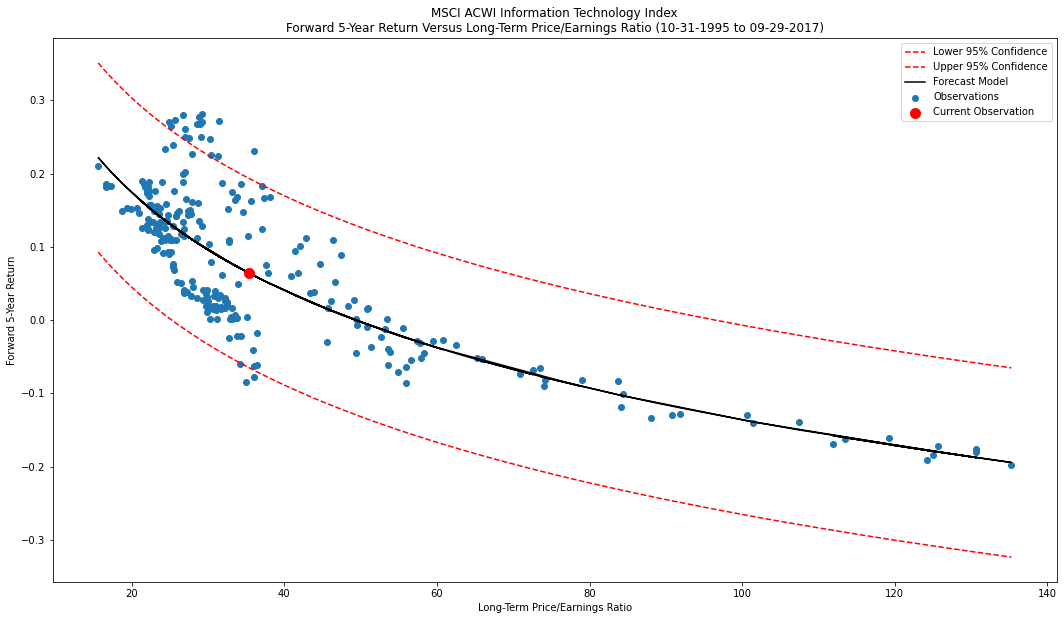 MSCI ACWI Information Technology Index
Forward 5-Year Return Versus Long-Term Price/Earnings Ratio (10-31-1995 to 09-29-2017)
Lower 95% Confidence
Upper 95% Confidence
Forecast Model
Observations
Current Observation
Forward 5-Year Return
0.3
0.2
0.1
0.0
−0.1
−0.2
−0.3
20
40
60
80
100
120
140
Long-Term Price/Earnings Ratio